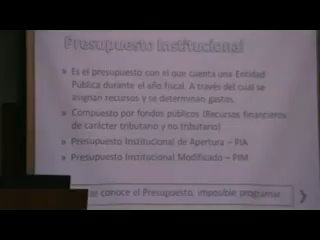 Presupuesto Institucional
» Es el presupuesto con el que cuenta una Entidad
Pública durante el año fiscal. A través del cual se
asignan recursos y se determinan gastos.
» Compuesto por fondos públicos (Recursos financieros
de carácter tributario y no tributario)
» Presupuesto Institucional de Apertura – PIA
» Presupuesto Institucional Modificado – PIM
se conoce el Presupuesto, imposible programar